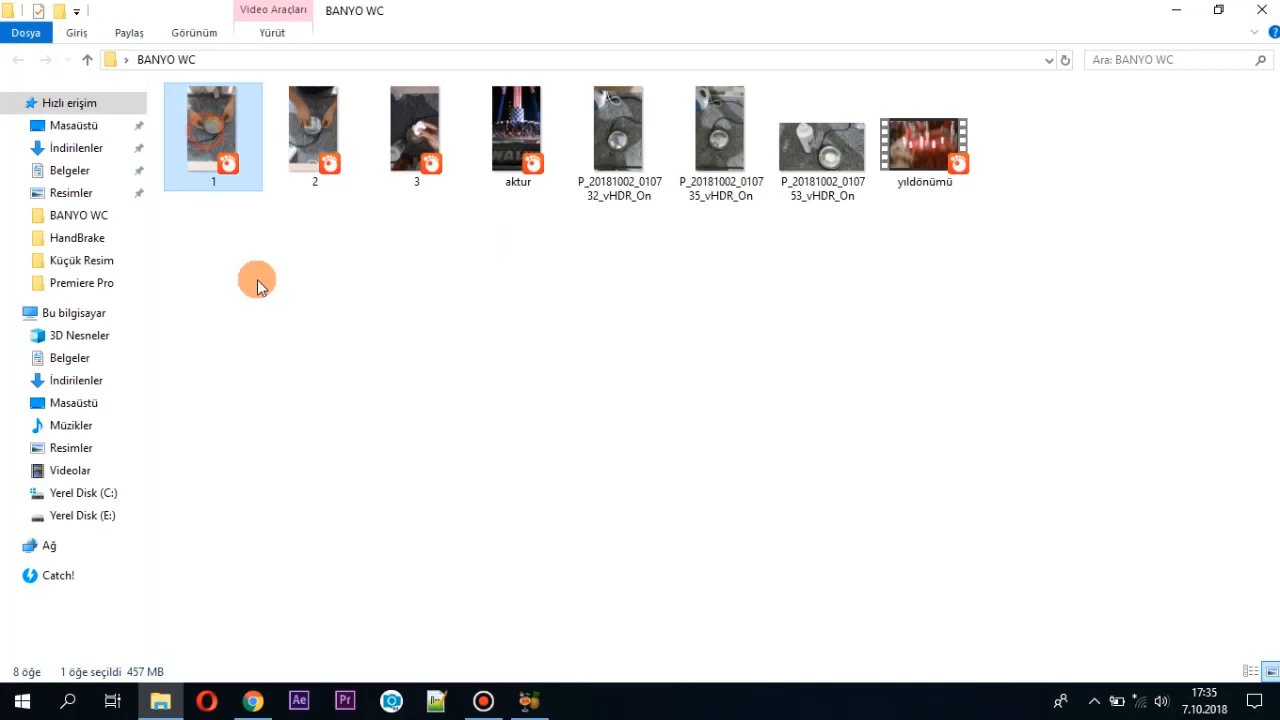 Video Araçları
BANYO WC
Dosya
Giriş
Paylaş
Görünüm
Yürüt
BANYO WC
Ara: BANYO WC
Hızlı erişim
Masaüstü
İndirilenler
Belgeler
Resimler
BANYO WC
HandBrake
Küçük Resim
Premiere Pro
Bu bilgisayar
3D Nesneler
Belgeler
İndirilenler
Masaüstü
Müzikler
Resimler
Videolar
Yerel Disk (C:)
Yerel Disk (E:)
Ağ
Catch!
1
2
3
aktur
P_20181002_0107
32_vHDR_On
P_20181002_0107
35_vHDR_On
P_20181002_0107
53_vHDR_On
yıldönümü
8 öğe
1 öğe seçildi 457 MB
Ae
Pr
17:35
7.10.2018